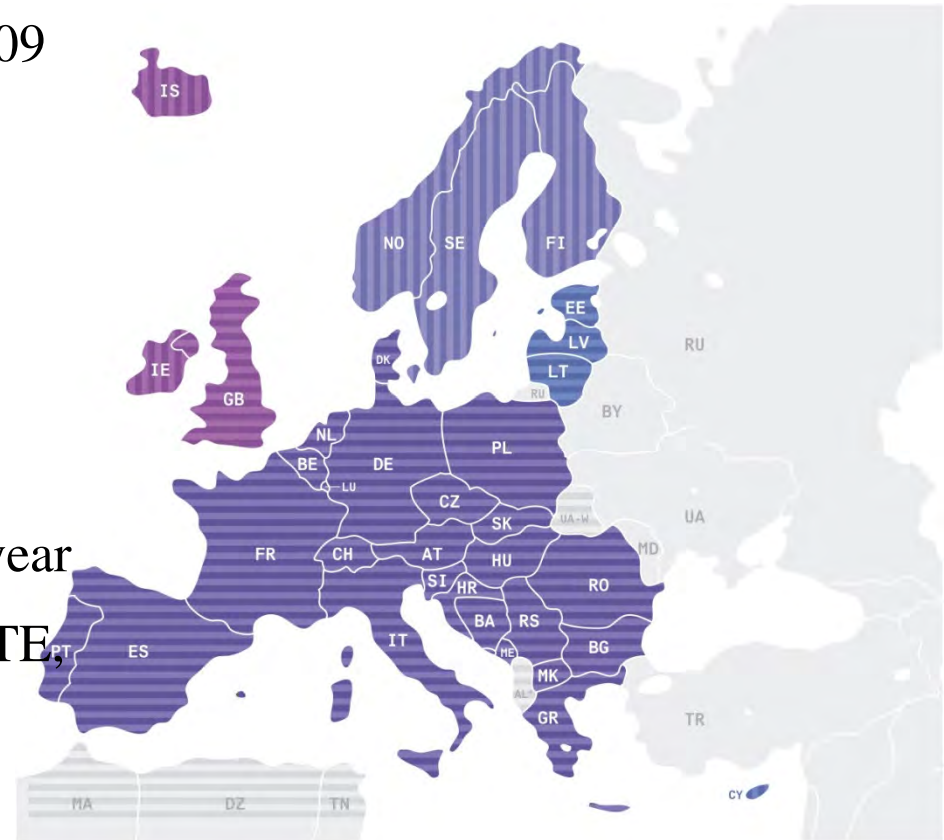 09
IS
NO
SE
FI
EE
LV
RU
IE
DK
LT
RU
BY
GB
NL
PL
BE
DE
LU
CZ
UA-W
UA
SK
MD
year
FR
CH
AT
HU
SI
HR
RO
BA
RS
TE,
PT
ES
IT
ME
BG
MK
AL*
GR
TR
CY
MA
DZ
TN